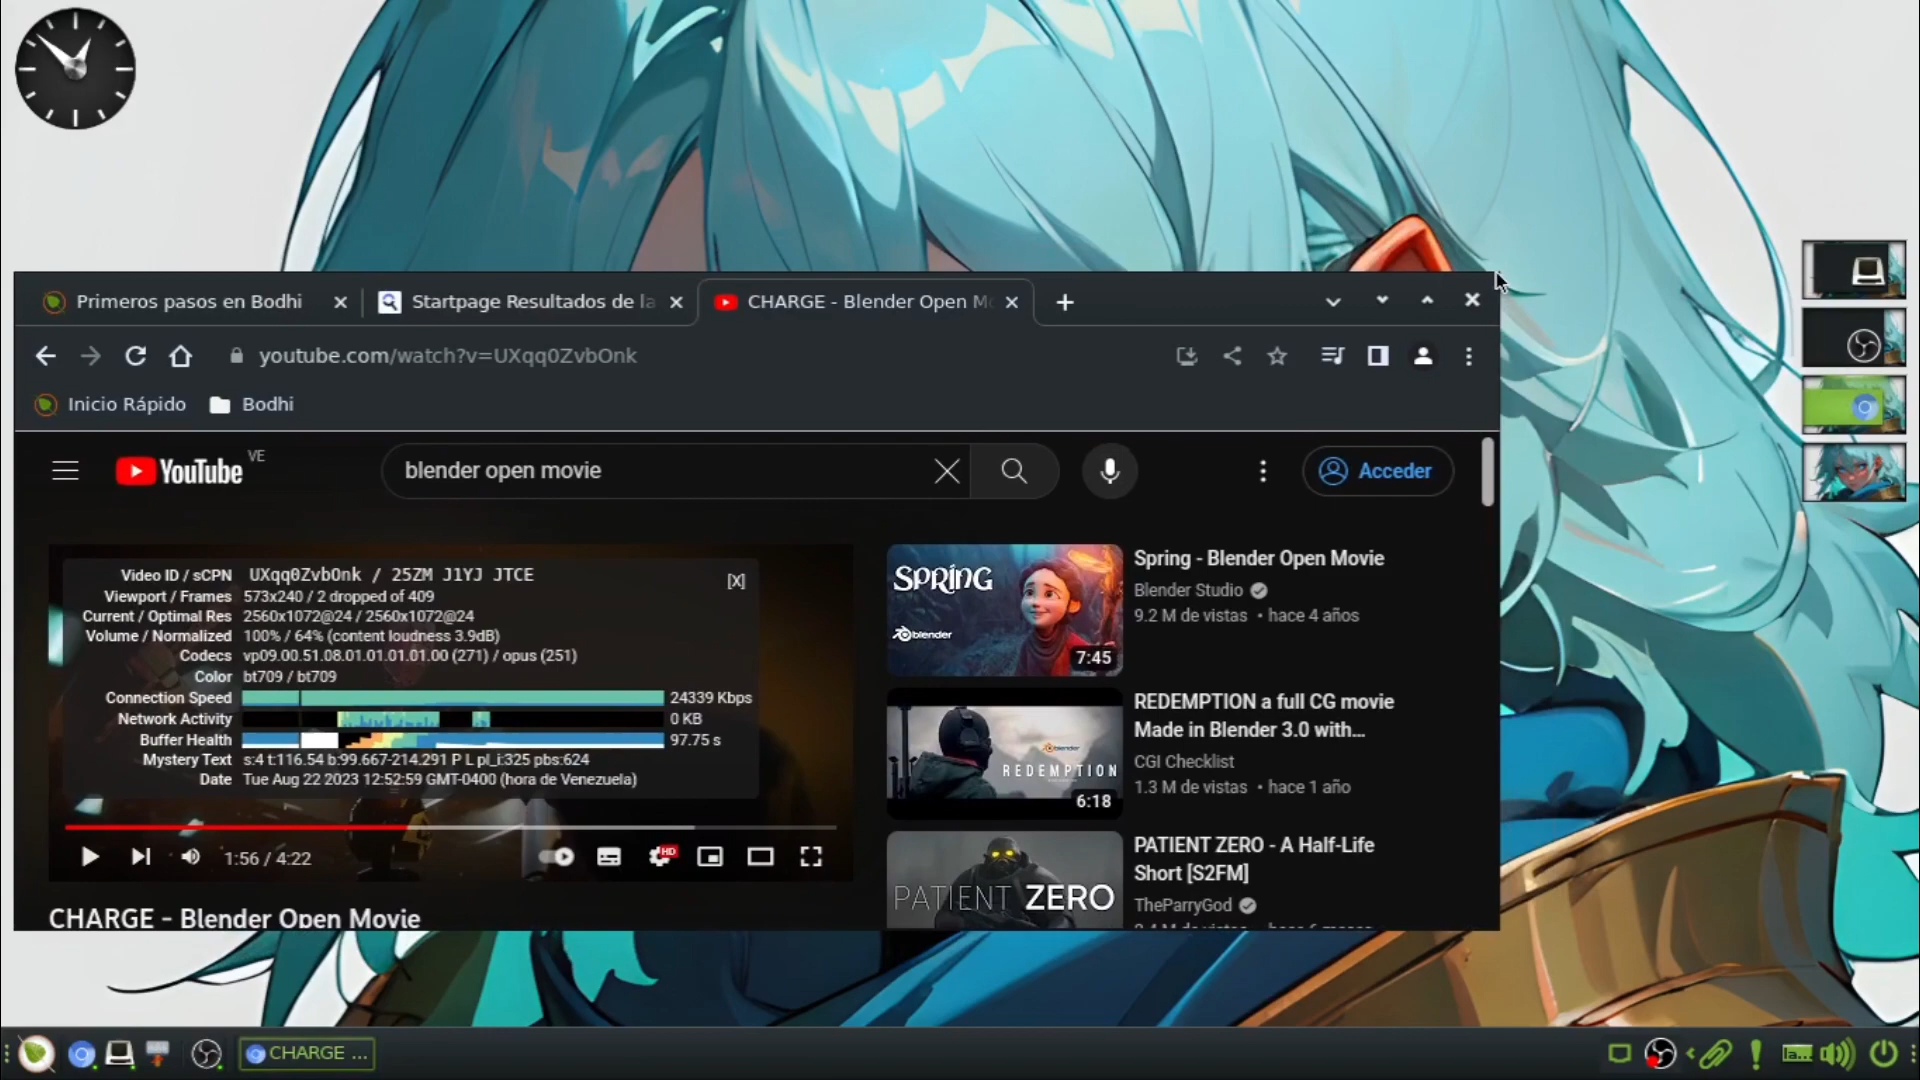 Primeros pasos en Bodhi
Startpage Resultados de la
CHARGE - Blender Open M
youtube.com/watch?v=UXqq0ZvbOnk
Inicio Rápido
Bodhi
YouTube VE
blender open movie
Acceder
Video ID / sCPN UXqq0ZvbOnk / 25ZM J1YJ JTCE
[X]
Viewport / Frames 573x240 / 2 dropped of 409
Current / Optimal Res 2560x1072@24 / 2560x1072@24
Volume / Normalized 100% / 64% (content loudness 3.9dB)
Codecs vp09.00.51.08.01.01.01.01.00 (271) / opus (251)
Color bt709 / bt709
Connection Speed 24339 Kbps
Network Activity 0 KB
Buffer Health 97.75 s
Mystery Text s:4 t:116.54 b:99.667-214.291 P L pl_i:325 pbs:624
Date Tue Aug 22 2023 12:52:59 GMT-0400 (hora de Venezuela)
1:56 / 4:22
HD
CHARGE - Blender Open Movie
SPRING
blender
7:45
Spring - Blender Open Movie
Blender Studio
9.2 M de vistas • hace 4 años
blender
REDEMPTION
6:18
REDEMPTION a full CG movie
Made in Blender 3.0 with...
CGI Checklist
1.3 M de vistas • hace 1 año
PATIENT ZERO
PATIENT ZERO - A Half-Life
Short [S2FM]
TheParryGod
CHARGE ...